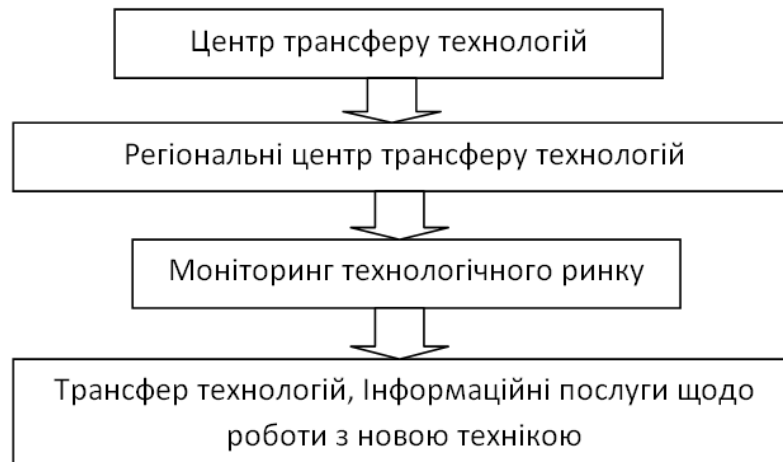 Центр трансферу технологій
Регіональні центр трансферу технологій
Моніторинг технологічного ринку
Трансфер технологій, Інформаційні послуги щодо
роботи з новою технікою